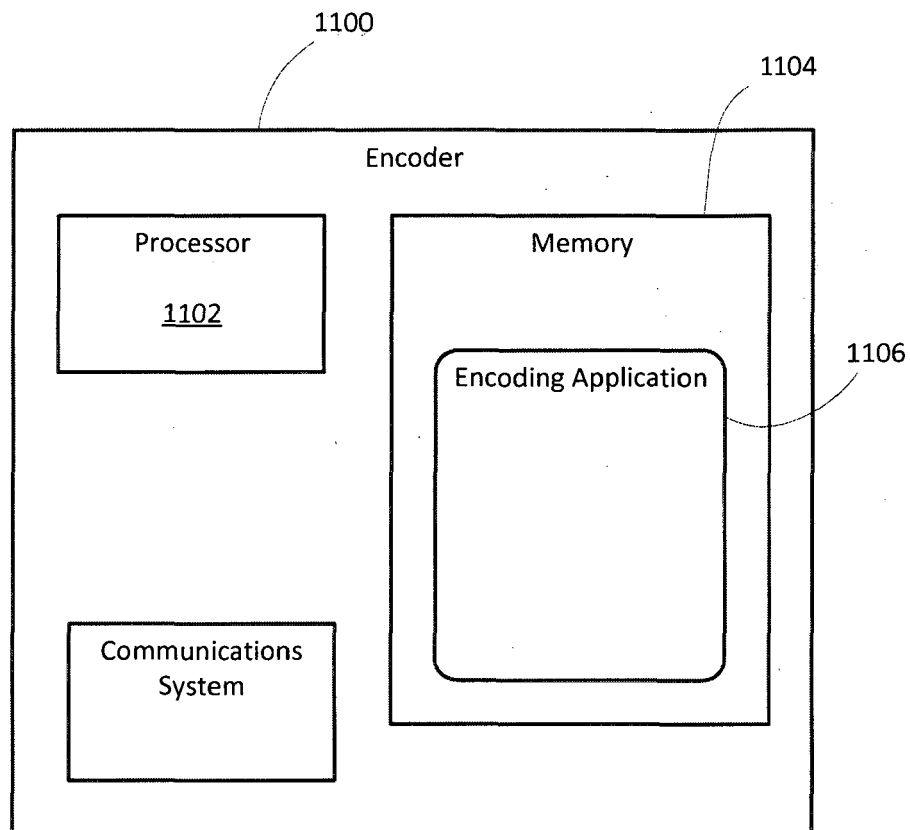 1100
1104
Encoder
Processor
1102
Memory
1106
Encoding Application
Communications
System